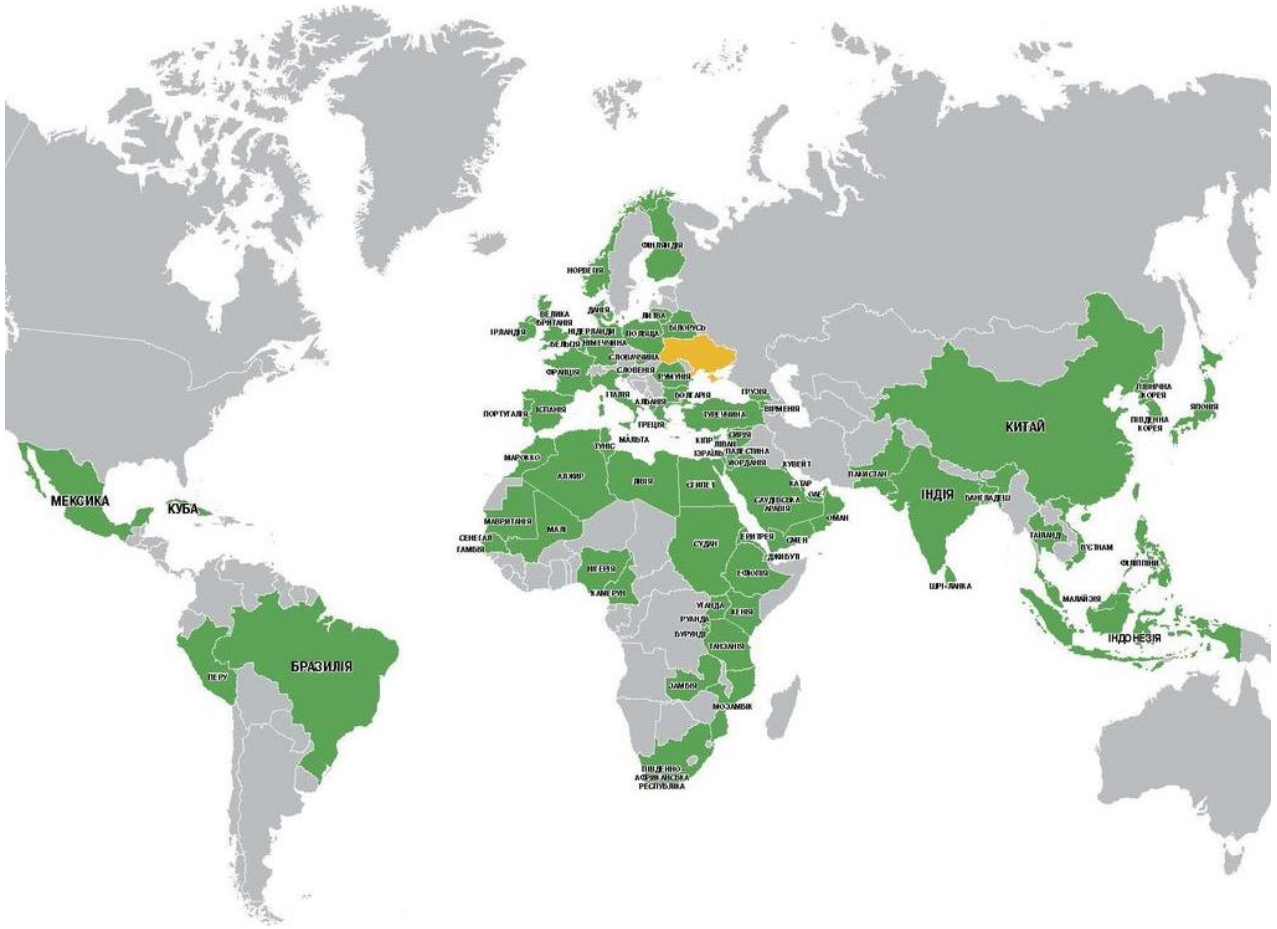 ФІНЛЯНДІЯ
НОРВЕГІЯ
ДАНІЯ
ЛИТВА
ВЕЛИКА
БРИТАНІЯ
ІРЛАНДІЯ
НІДЕРЛАНДИ
ПОЛЬЩА
БІЛОРУСЬ
БЕЛЬГІЯ
НІМЕЧЧИНА
СЛОВАЧЧИНА
СЛОВЕНІЯ
ФРАНЦІЯ
РУМУНІЯ
ІТАЛІЯ
АЛБАНІЯ
БОЛГАРІЯ
ГРУЗІЯ
ВІРМЕНІЯ
ПОРТУГАЛІЯ
ІСПАНІЯ
ГРЕЦІЯ
ТУРЕЧЧИНА
МАЛЬТА
КІПР
СИРІЯ
ЛІВАН
ІЗРАЇЛЬ
ПАЛЕСТИНА
ЙОРДАНІЯ
КУВЕЙТ
ПІВНІЧНА
КОРЕЯ
ПІВДЕННА
КОРЕЯ
ЯПОНІЯ
КИТАЙ
ТУНІС
МАРОККО
АЛЖИР
ЛІВІЯ
ЄГИПЕТ
САУДІВСЬКА
АРАВІЯ
КАТАР
ОАЕ
ОМАН
ЄМЕН
ПАКИСТАН
ІНДІЯ
БАНГЛАДЕШ
МЕКСИКА
КУБА
МАВРИТАНІЯ
МАЛІ
СЕНЕГАЛ
ГАМБІЯ
СУДАН
ЕРИТРЕЯ
ДЖИБУТІ
ЕФІОПІЯ
НІГЕРІЯ
КАМЕРУН
ТАЇЛАНД
В'ЄТНАМ
ФІЛІППІНИ
ШРІ-ЛАНКА
МАЛАЙЗІЯ
ІНДОНЕЗІЯ
УГАНДА
КЕНІЯ
РУАНДА
БУРУНДІ
ТАНЗАНІЯ
ПЕРУ
БРАЗИЛІЯ
ЗАМБІЯ
МОЗАМБІК
ПІВДЕННО-
АФРИКАНСЬКА
РЕСПУБЛІКА